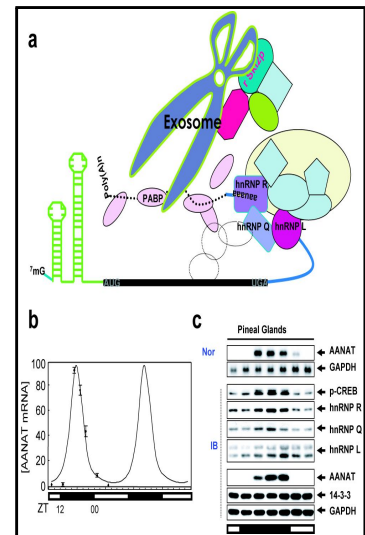 a
Exosome
Poly(A)n
PABP
hnRNP R
hnRNP Q
hnRNP L
7mG
AUG
UGA
b
[AANAT mRNA]
100
80
60
40
20
0
ZT 12 00
c
Pineal Glands
Nor
AANAT
GAPDH
IB
p-CREB
hnRNP R
hnRNP Q
hnRNP L
AANAT
14-3-3
GAPDH